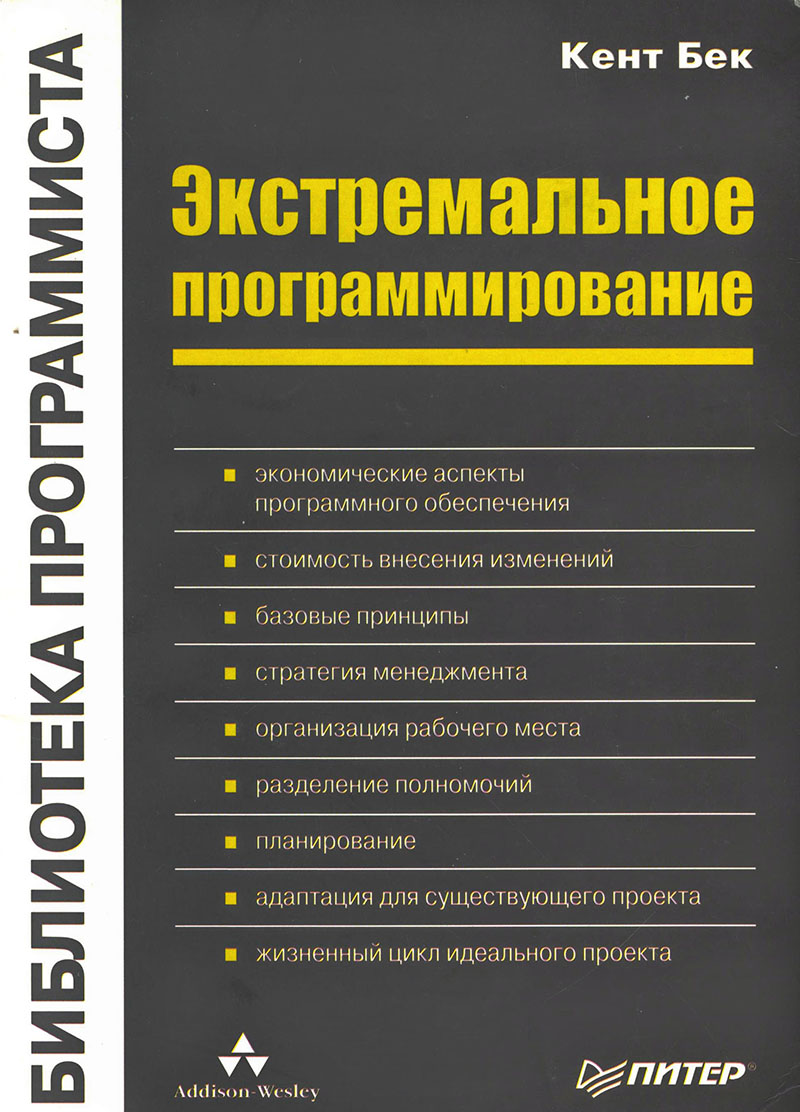 Кент Бек
Экстремальное
программирование
экономические аспекты
программного обеспечения
стоимость внесения изменений
базовые принципы
стратегия менеджмента
организация рабочего места
разделение полномочий
планирование
адаптация для существующего проекта
жизненный цикл идеального проекта
БИБЛИОТЕКА ПРОГРАММИСТА
Addison-Wesley
ПИТЕР®